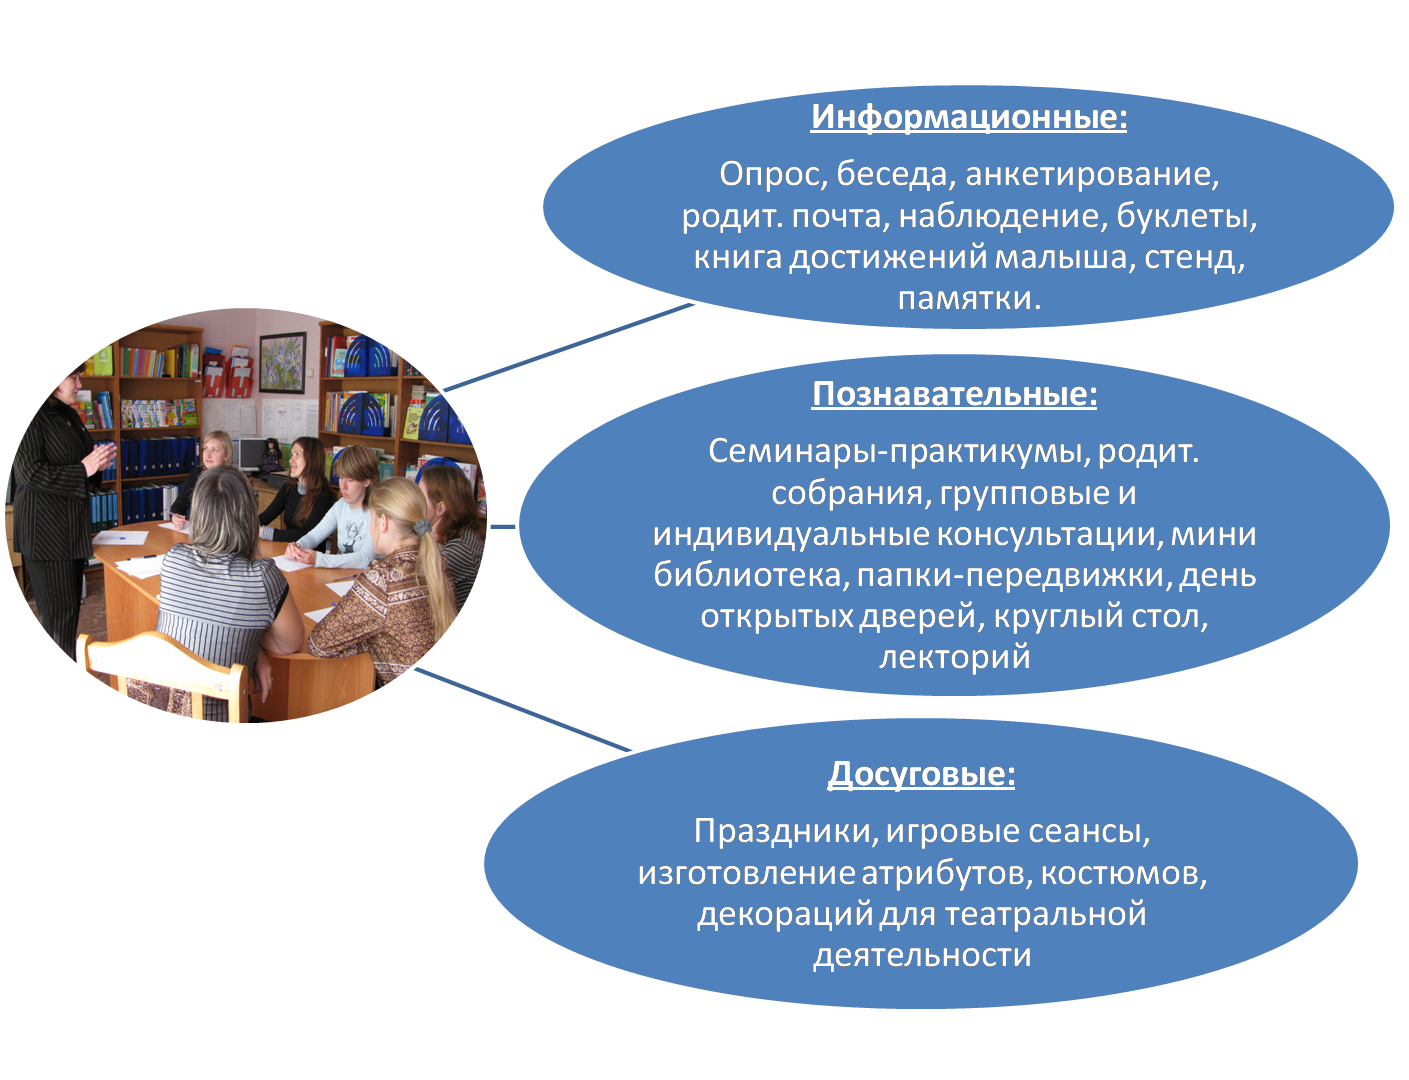 Информационные:
Опрос, беседа, анкетирование,
родит. почта, наблюдение, буклеты,
книга достижений малыша, стенд,
памятки.
Познавательные:
Семинары-практикумы, родит.
собрания, групповые и
индивидуальные консультации, мини
библиотека, папки-передвижки, день
открытых дверей, круглый стол,
лекторий
Досуговые:
Праздники, игровые сеансы,
изготовление атрибутов, костюмов,
декораций для театральной
деятельности